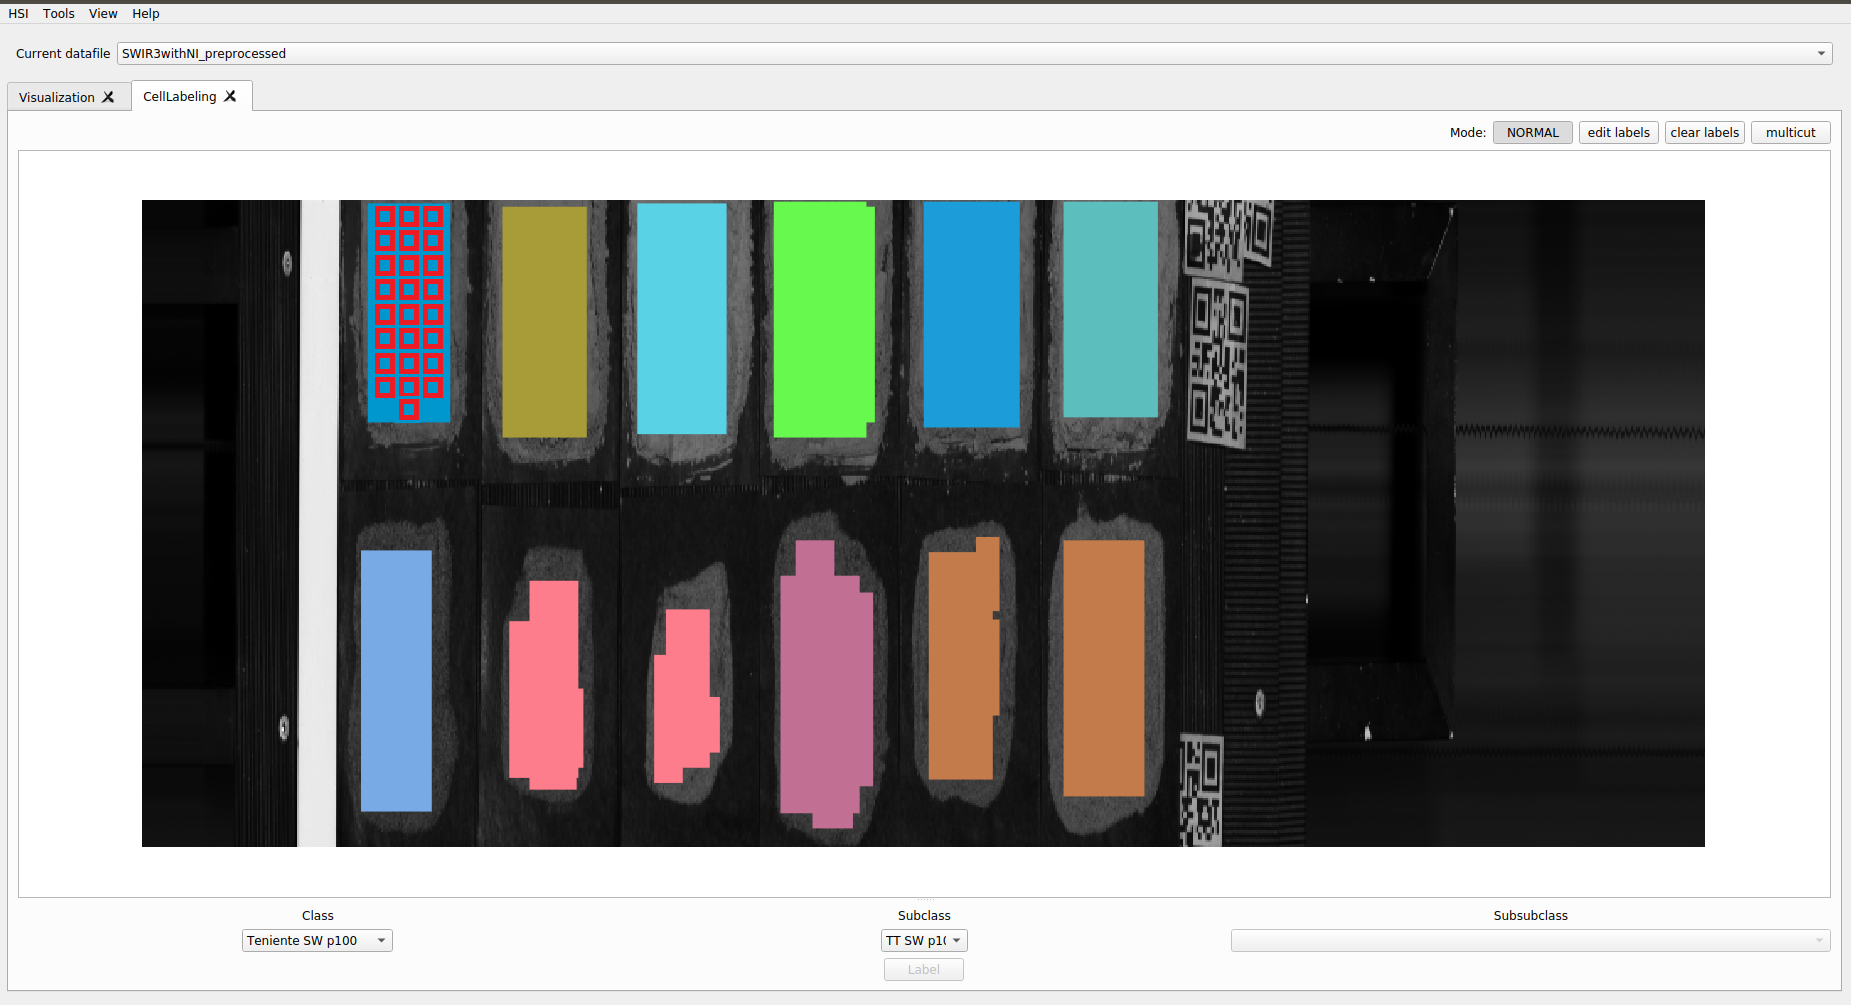 HSI Tools View Help
Current datafile SWIR3withNI_preprocessed
Visualization CellLabeling
Mode: NORMAL edit labels clear labels multicut
Class Subclass Subsubclass
Teniente SW p100 TT SW p1(
Label